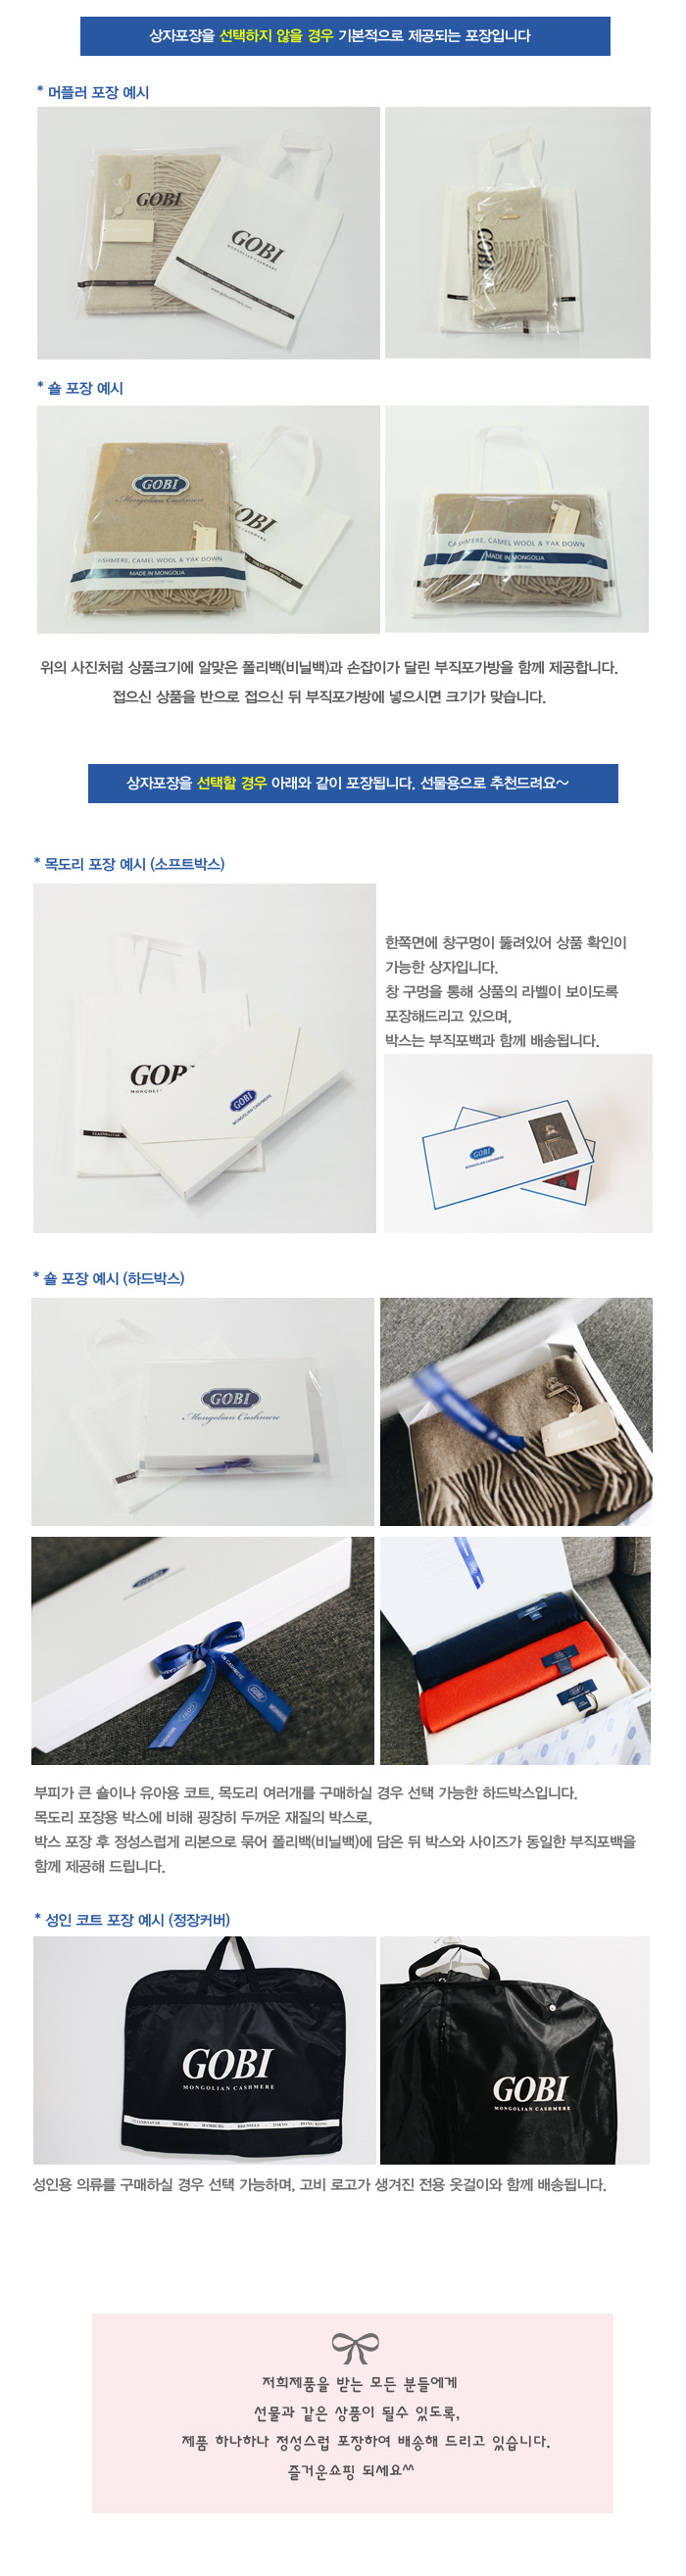 상자포장을 선택하지 않을 경우 기본적으로 제공되는 포장입니다
* 머플러 포장 예시
GOBI
MONGOLIAN CASHMERE
GOBI
MONGOLIAN CASHMERE
GOBI
* 숄 포장 예시
GOBI
Mongolian Cashmere
CASHMERE, CAMEL WOOL & YAK DOWN
MADE IN MONGOLIA
GOBI
CASHMERE, CAMEL WOOL & YAK DOWN
MADE IN MONGOLIA
위의 사진처럼 상품크기에 알맞은 폴리백(비닐백)과 손잡이가 달린 부직포가방을 함께 제공합니다.
접으신 상품을 반으로 접으신 뒤 부직포가방에 넣으시면 크기가 맞습니다.
상자포장을 선택할 경우 아래와 같이 포장됩니다. 선물용으로 추천드려요~
* 목도리 포장 예시 (소프트박스)
한쪽면에 창구멍이 뚫려있어 상품 확인이
가능한 상자입니다.
창 구멍을 통해 상품의 라벨이 보이도록
포장해드리고 있으며,
박스는 부직포백과 함께 배송됩니다.
GOBI
MONGOLIAN CASHMERE
GOBI
MONGOLIAN CASHMERE
* 숄 포장 예시 (하드박스)
GOBI
Mongolian Cashmere
GOBI
부피가 큰 숄이나 유아용 코트, 목도리 여러개를 구매하실 경우 선택 가능한 하드박스입니다.
목도리 포장용 박스에 비해 굉장히 두꺼운 재질의 박스로,
박스 포장 후 정성스럽게 리본으로 묶어 폴리백(비닐백)에 담은 뒤 박스와 사이즈가 동일한 부직포백을
함께 제공해 드립니다.
* 성인 코트 포장 예시 (정장커버)
GOBI
MONGOLIAN CASHMERE
GOBI
MONGOLIAN CASHMERE
성인용 의류를 구매하실 경우 선택 가능하며, 고비 로고가 생겨진 전용 옷걸이와 함께 배송됩니다.
저희제품을 받는 모든 분들에게
선물과 같은 상품이 될수 있도록,
제품 하나하나 정성스럽 포장하여 배송해 드리고 있습니다.
즐거운쇼핑 되세요^^